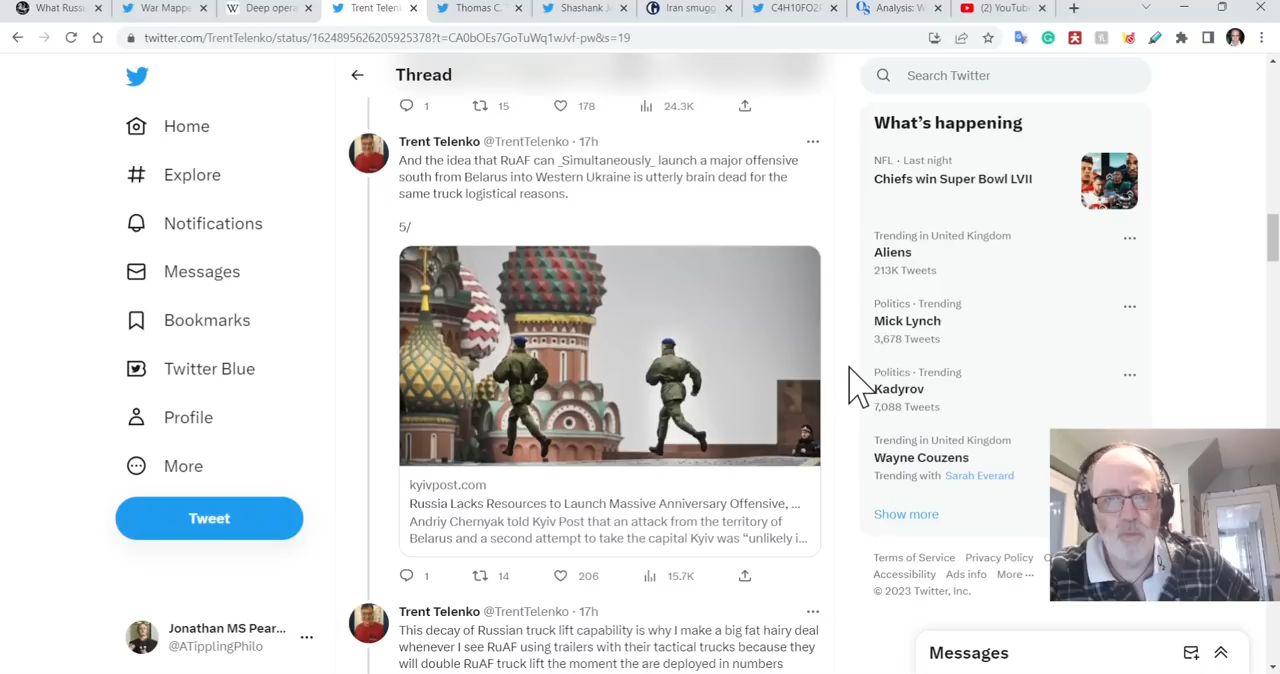 What Russi
War Mappe
Deep opera
Trent Telen
Thomas C. T
Shashank J
Iran smugg
C4H10FO2P
Analysis: W
(2) YouTube
twitter.com/TrentTelenko/status/1624895626205925378?t=CA0bOEs7GoTuWq1wJvf-pw&s=19
Home
Explore
Notifications
Messages
Bookmarks
Twitter Blue
Profile
More
Tweet
Jonathan MS Pear...
@ATipplingPhilo
Thread
1 15 178 24.3K
Trent Telenko @TrentTelenko · 17h
And the idea that RuAF can _Simultaneously_ launch a major offensive
south from Belarus into Western Ukraine is utterly brain dead for the
same truck logistical reasons.
5/
kyivpost.com
Russia Lacks Resources to Launch Massive Anniversary Offensive, ...
Andriy Chernyak told Kyiv Post that an attack from the territory of
Belarus and a second attempt to take the capital Kyiv was “unlikely i...
1 14 206 15.7K
Trent Telenko @TrentTelenko · 17h
This decay of Russian truck lift capability is why I make a big fat hairy deal
whenever I see RuAF using trailers with their tactical trucks because they
will double RuAF truck lift the moment the are deployed in numbers
Search Twitter
What’s happening
NFL · Last night
Chiefs win Super Bowl LVII
Trending in United Kingdom
Aliens
213K Tweets
Politics · Trending
Mick Lynch
3,678 Tweets
Politics · Trending
Kadyrov
7,088 Tweets
Trending in United Kingdom
Wayne Couzens
Trending with Sarah Everard
Show more
Terms of Service Privacy Policy C
Accessibility Ads info More ...
© 2023 Twitter, Inc.
Messages